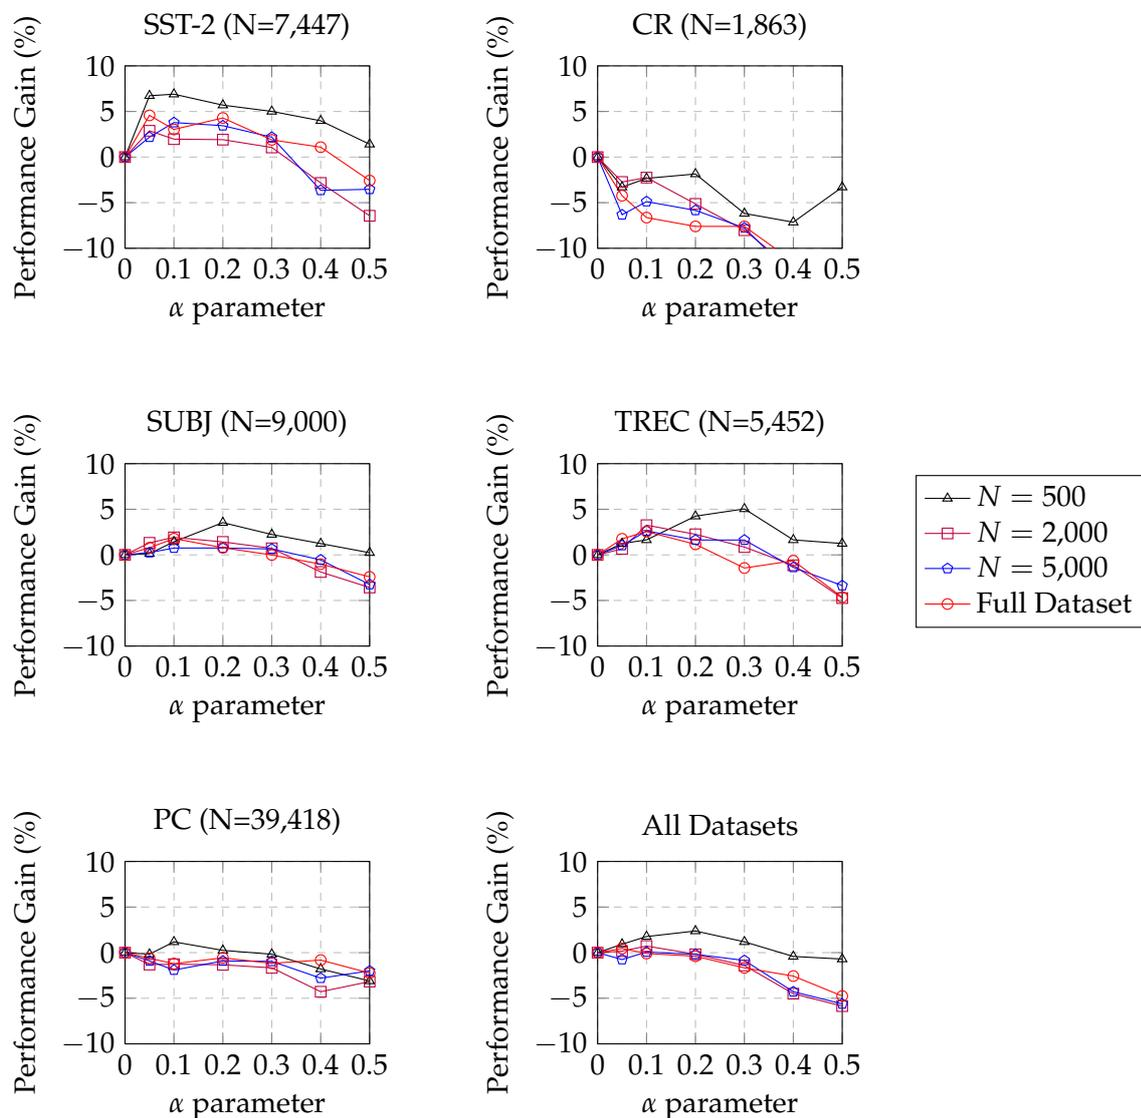 SST-2 (N=7,447)
Performance Gain (%)
10
5
0
−5
−10
0 0.1 0.2 0.3 0.4 0.5
α parameter
CR (N=1,863)
Performance Gain (%)
10
5
0
−5
−10
0 0.1 0.2 0.3 0.4 0.5
α parameter
SUBJ (N=9,000)
Performance Gain (%)
10
5
0
−5
−10
0 0.1 0.2 0.3 0.4 0.5
α parameter
TREC (N=5,452)
Performance Gain (%)
10
5
0
−5
−10
0 0.1 0.2 0.3 0.4 0.5
α parameter
N = 500
N = 2,000
N = 5,000
Full Dataset
PC (N=39,418)
Performance Gain (%)
10
5
0
−5
−10
0 0.1 0.2 0.3 0.4 0.5
α parameter
All Datasets
Performance Gain (%)
10
5
0
−5
−10
0 0.1 0.2 0.3 0.4 0.5
α parameter